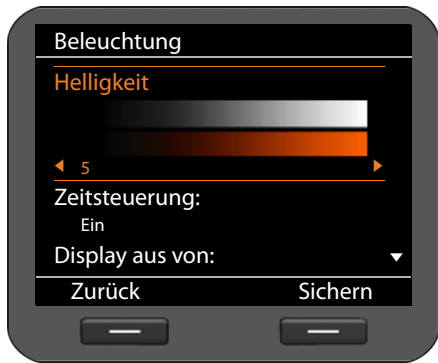 Beleuchtung
Helligkeit
5
Zeitsteuerung:
Ein
Display aus von:
Zurück Sichern